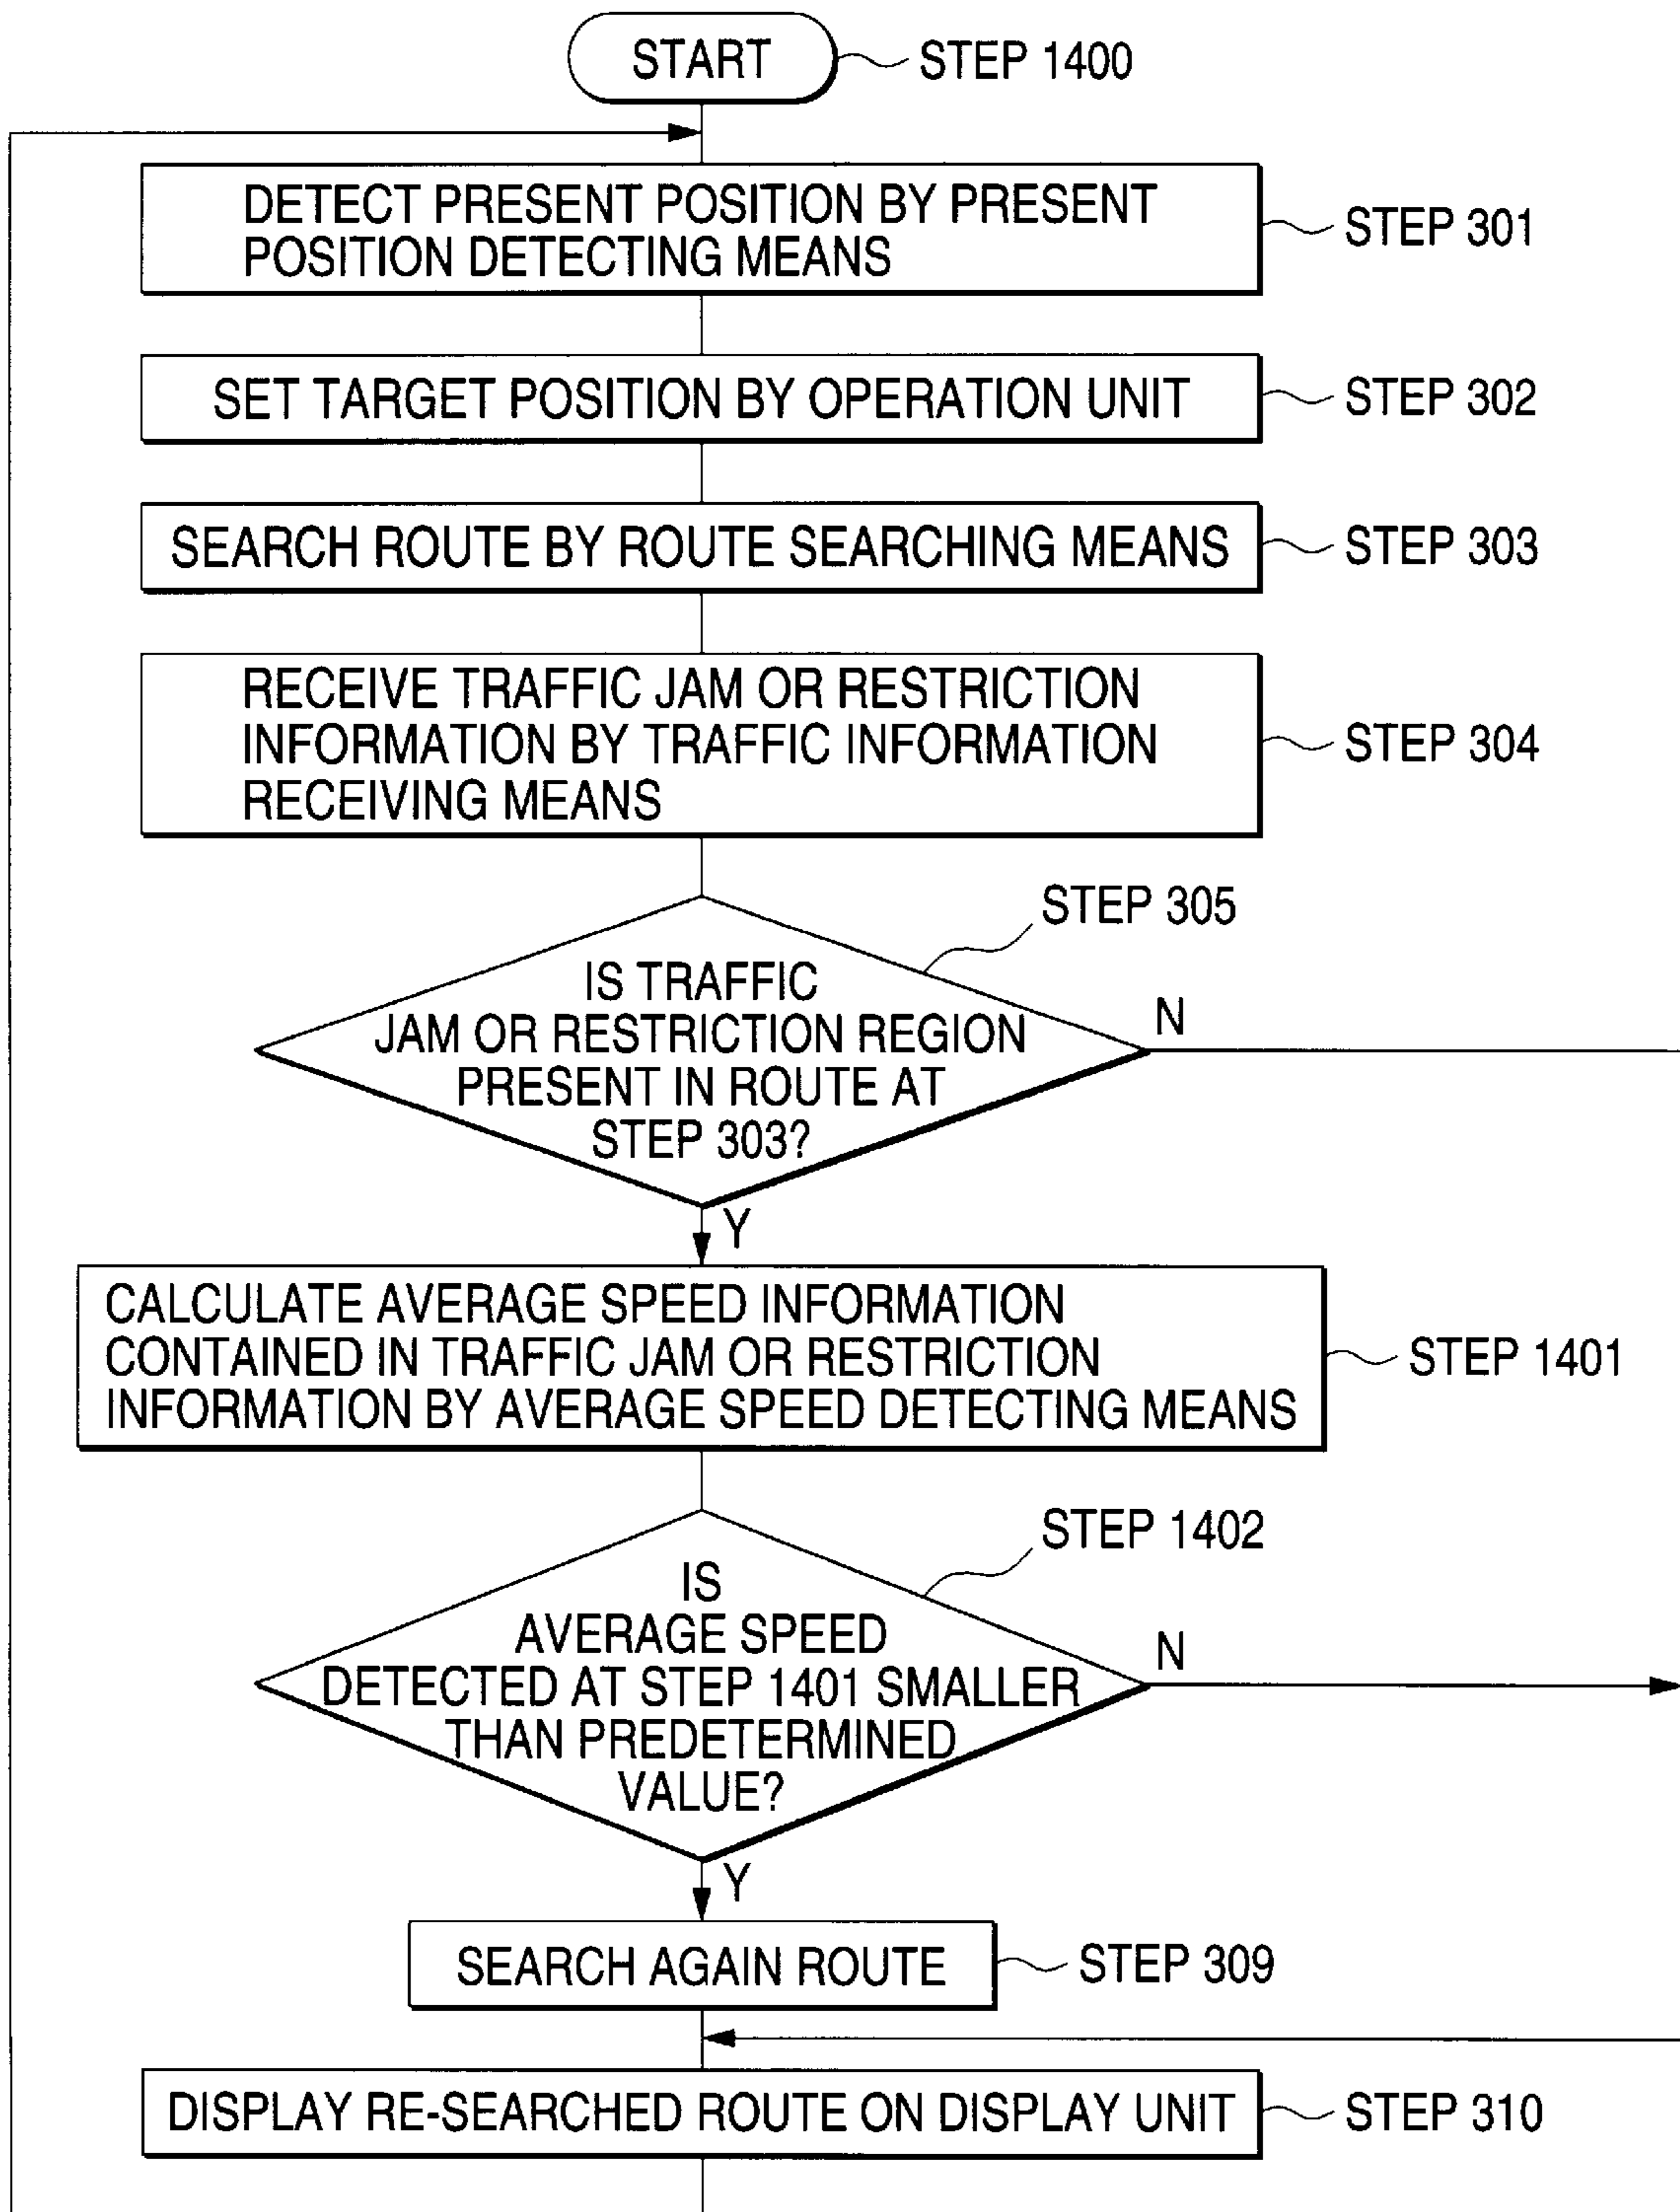 START
STEP 1400
DETECT PRESENT POSITION BY PRESENT
POSITION DETECTING MEANS
STEP 301
SET TARGET POSITION BY OPERATION UNIT
STEP 302
SEARCH ROUTE BY ROUTE SEARCHING MEANS
STEP 303
RECEIVE TRAFFIC JAM OR RESTRICTION
INFORMATION BY TRAFFIC INFORMATION
RECEIVING MEANS
STEP 304
STEP 305
IS TRAFFIC
JAM OR RESTRICTION REGION
PRESENT IN ROUTE AT
STEP 303?
N
Y
CALCULATE AVERAGE SPEED INFORMATION
CONTAINED IN TRAFFIC JAM OR RESTRICTION
INFORMATION BY AVERAGE SPEED DETECTING MEANS
STEP 1401
STEP 1402
IS
AVERAGE SPEED
DETECTED AT STEP 1401 SMALLER
THAN PREDETERMINED
VALUE?
N
Y
SEARCH AGAIN ROUTE
STEP 309
DISPLAY RE-SEARCHED ROUTE ON DISPLAY UNIT
STEP 310